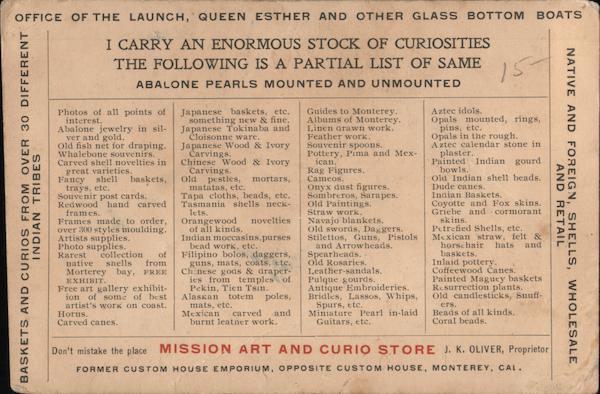 OFFICE OF THE LAUNCH, QUEEN ESTHER AND OTHER GLASS BOTTOM BOATS
I CARRY AN ENORMOUS STOCK OF CURIOSITIES
THE FOLLOWING IS A PARTIAL LIST OF SAME
ABALONE PEARLS MOUNTED AND UNMOUNTED
15-
BASKETS AND CURIOS FROM OVER 30 DIFFERENT
INDIAN TRIBES
Photos of all points of
interest.
Abalone jewelry in sil-
ver and gold.
Old fish net for draping.
Whalebone souvenirs.
Carved shell novelties in
great varieties.
Fancy shell baskets,
trays, etc.
Souvenir post cards.
Redwood hand carved
frames.
Frames made to order,
over 300 styles moulding.
Artists supplies.
Photo supplies.
Rarest collection of
native shells from
Monterey bay, FREE
EXHIBIT.
Free art gallery exhibit-
ion of some of best
artist's work on coast.
Horns.
Carved canes.
Japanese baskets, etc.
something new & fine.
Japanese Tokinaba and
Cloisonne ware.
Japanese Wood & Ivory
Carvings.
Chinese Wood & Ivory
Carvings.
Old pestles, mortars,
matatas, etc.
Tapa cloths, beads, etc.
Tasmania shells neck-
lets.
Orangewood novelties
of all kinds.
Indian moccasins, purses
bead work, etc.
Filipino bolos, daggers,
guns, mats, coats, etc.
Chinese gods & draper-
ies from temples of
Pekin, Tien Tsin.
Alaskan totem poles,
mats, etc.
Mexican carved and
burnt leather work.
Guides to Monterey.
Albums of Monterey.
Linen drawn work.
Feather work.
Souvenir spoons.
Pottery, Pima and Mex-
ican.
Rag Figures.
Cameos.
Onyx dust figures.
Sombreros, Sarapes.
Old Paintings.
Straw work.
Navajo blankets.
Old swords, Daggers.
Stilettos, Guns, Pistols
and Arrowheads.
Spearheads.
Old Rosaries.
Leather-sandals.
Pulque gourds.
Antique Embroideries.
Bridles, Lassos, Whips,
Spurs, etc.
Miniature Pearl in-laid
Guitars, etc.
Aztec idols.
Opals mounted, rings,
pins, etc.
Opals in the rough.
Aztec calendar stone in
plaster.
Painted Indian gourd
bowls.
Old Indian shell beads.
Dude canes.
Indian Baskets.
Coyotte and Fox skins.
Griebe and cormorant
skins.
Petrefied Shells, etc.
Mexican straw, felt &
horsehair hats and
baskets.
Inlaid pottery.
Coffeewood Canes.
Painted Maguey baskets
Resurrection plants.
Old candlesticks, Snuff-
ers.
Beads of all kinds.
Coral beads.
NATIVE AND FOREIGN SHELLS, WHOLESALE
AND RETAIL
Don't mistake the place MISSION ART AND CURIO STORE J. K. OLIVER, Proprietor
FORMER CUSTOM HOUSE EMPORIUM, OPPOSITE CUSTOM HOUSE, MONTEREY, CAL.